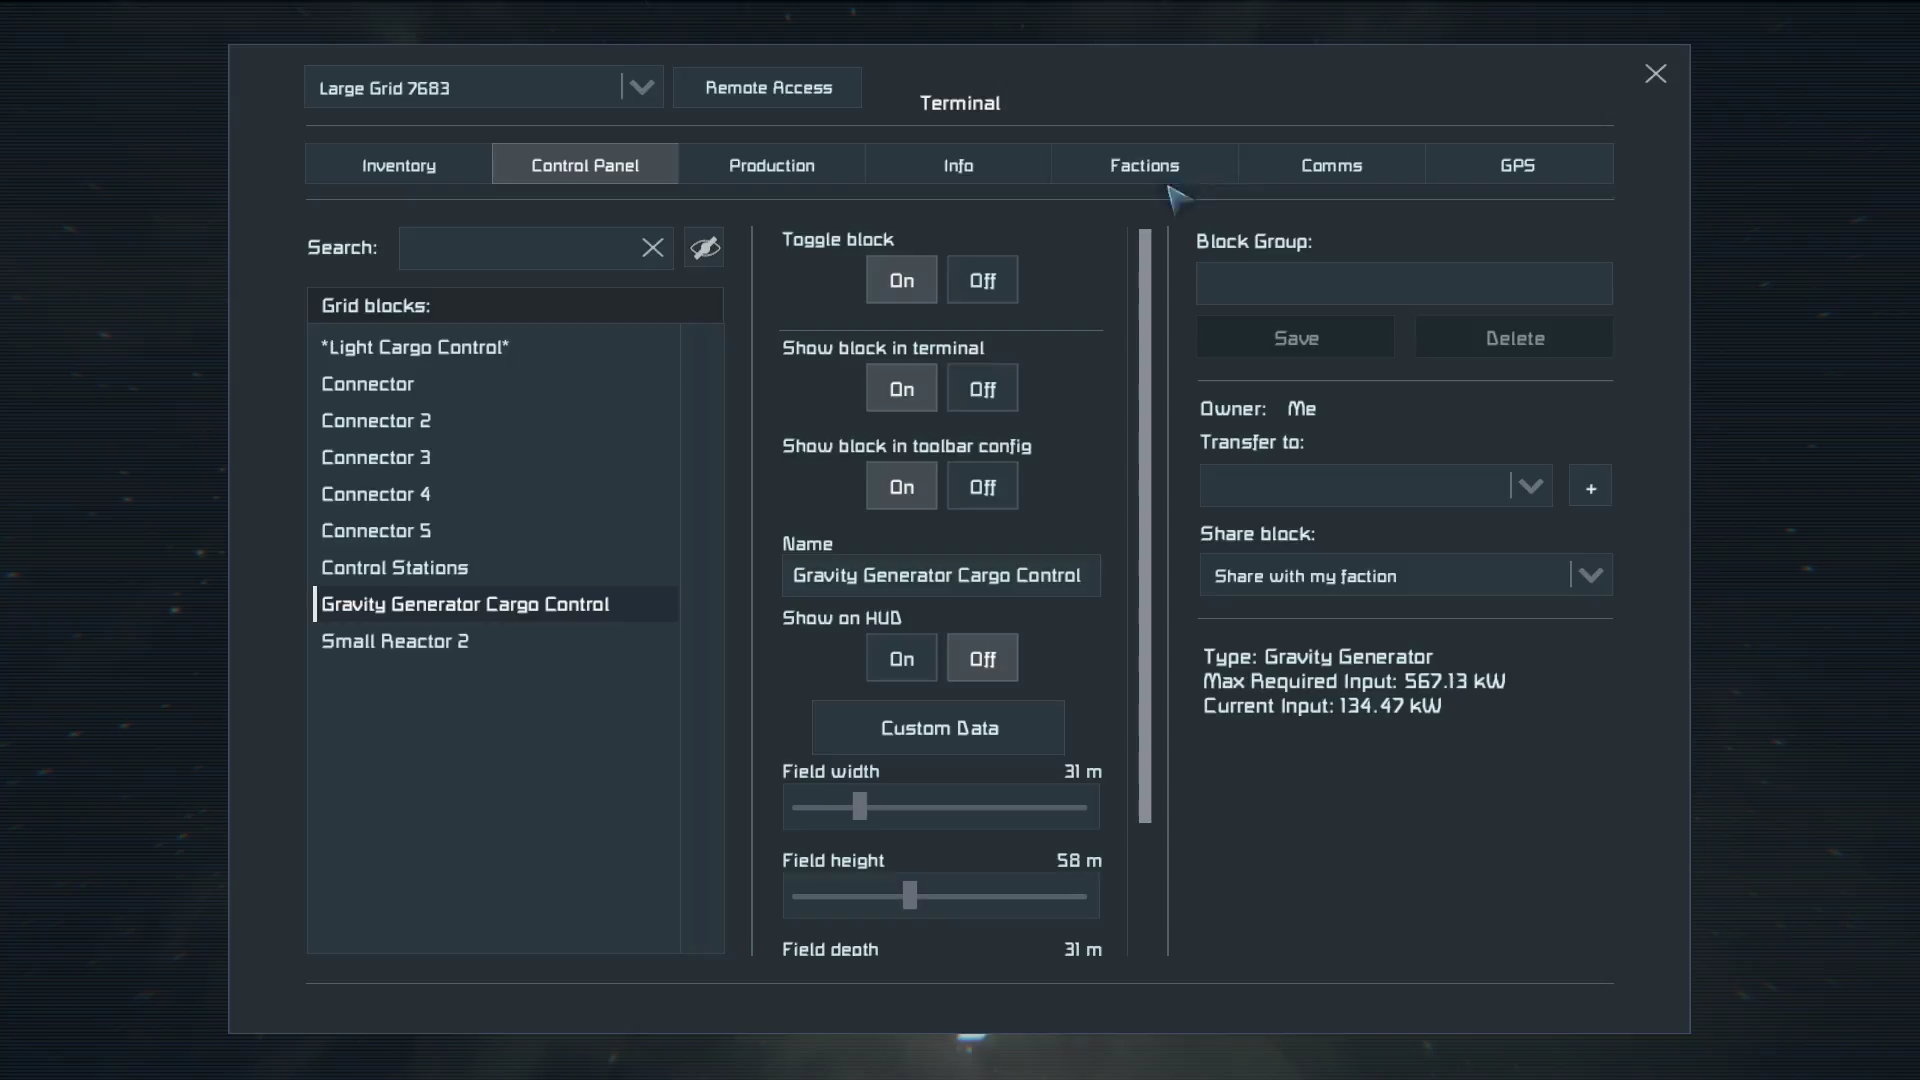 Large Grid 7683
Remote Access
Terminal
Inventory
Control Panel
Production
Info
Factions
Comms
GPS
Search:
Grid blocks:
*Light Cargo Control*
Connector
Connector 2
Connector 3
Connector 4
Connector 5
Control Stations
Gravity Generator Cargo Control
Small Reactor 2
Toggle block
On Off
Show block in terminal
On Off
Show block in toolbar config
On Off
Name
Gravity Generator Cargo Control
Show on HUD
On Off
Custom Data
Field width 31 m
Field height 58 m
Field depth 31 m
Block Group:
Save Delete
Owner: Me
Transfer to:
+
Share block:
Share with my faction
Type: Gravity Generator
Max Required Input: 567.13 kW
Current Input: 134.47 kW